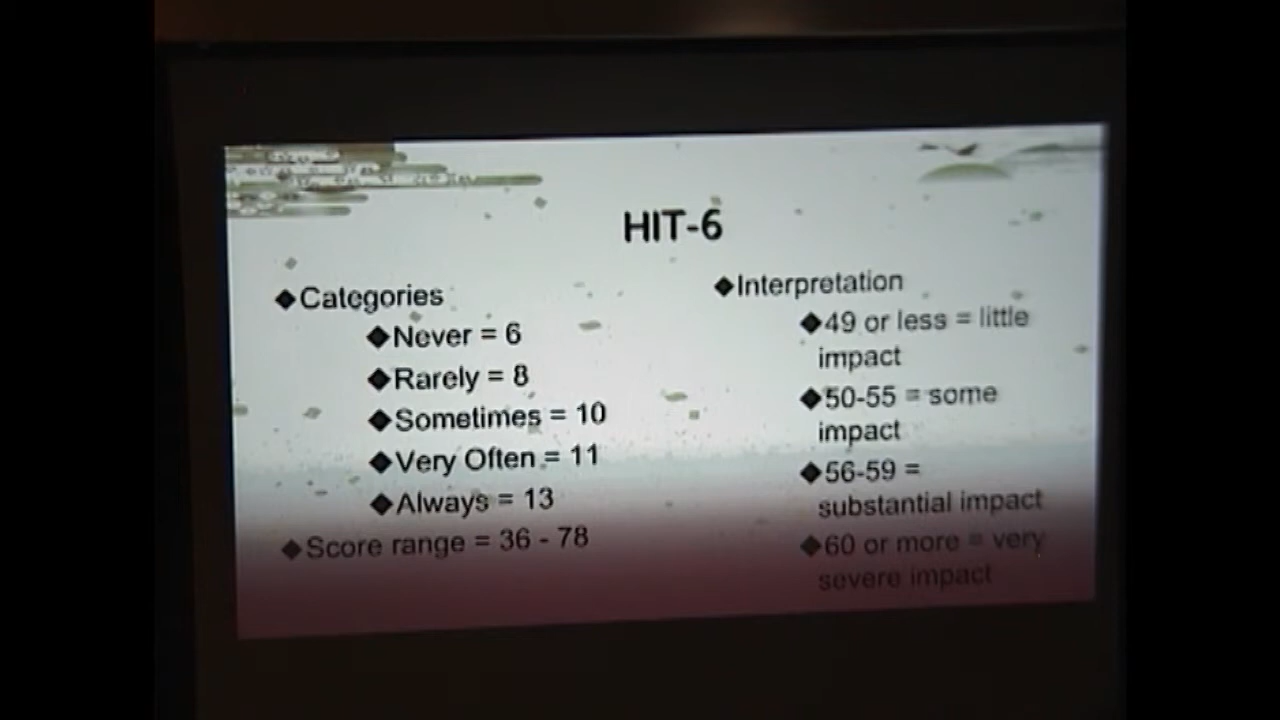 HIT-6
◆Categories
◆Never = 6
◆Rarely = 8
◆Sometimes = 10
◆Very Often = 11
◆Always = 13
◆Score range = 36 - 78
◆Interpretation
◆49 or less = little
impact
◆50-55 = some
impact
◆56-59 =
substantial impact
◆60 or more = very
severe impact